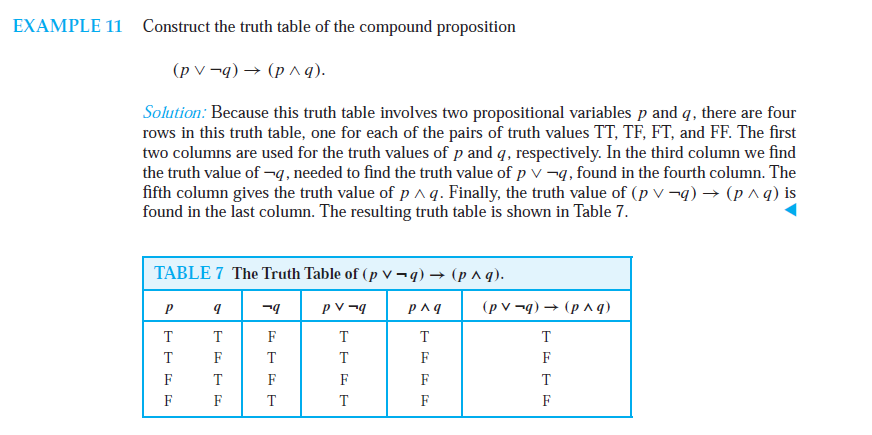 EXAMPLE 11 Construct the truth table of the compound proposition
(p ∨ ¬q) → (p ∧ q).
Solution: Because this truth table involves two propositional variables p and q, there are four
rows in this truth table, one for each of the pairs of truth values TT, TF, FT, and FF. The first
two columns are used for the truth values of p and q, respectively. In the third column we find
the truth value of ¬q, needed to find the truth value of p ∨ ¬q, found in the fourth column. The
fifth column gives the truth value of p ∧ q. Finally, the truth value of (p ∨ ¬q) → (p ∧ q) is
found in the last column. The resulting truth table is shown in Table 7.
TABLE 7 The Truth Table of (p ∨ ¬q) → (p ∧ q).
p q ¬q p ∨ ¬q p ∧ q (p ∨ ¬q) → (p ∧ q)
T T F T T T
T F T T F F
F T F F F T
F F T T F F